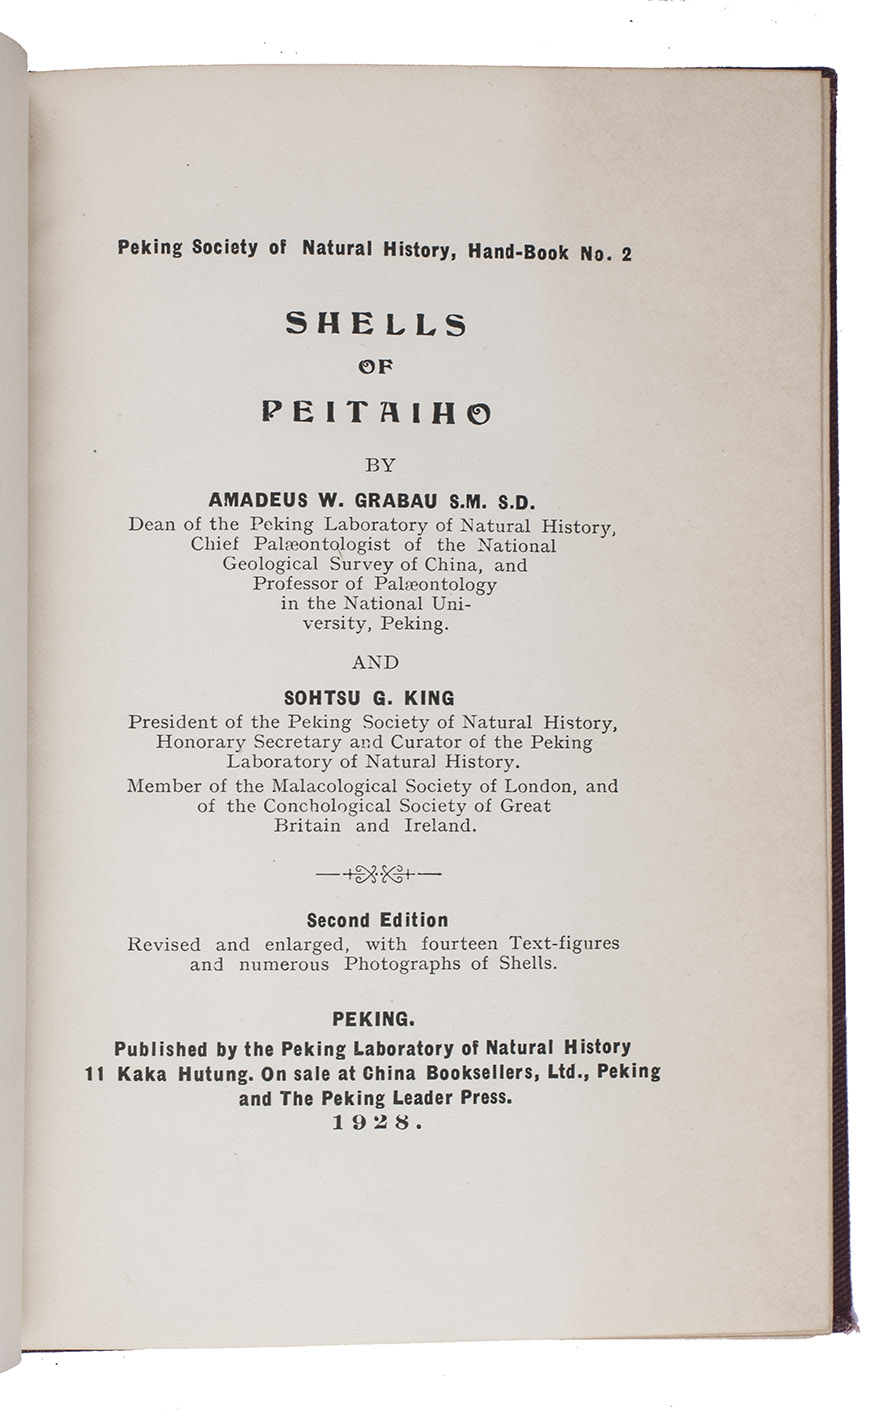 Peking Society of Natural History, Hand-Book No. 2
SHELLS
OF
PEITAIHO
BY
AMADEUS W. GRABAU S.M. S.D.
Dean of the Peking Laboratory of Natural History,
Chief Palæontologist of the National
Geological Survey of China, and
Professor of Palæontology
in the National Uni-
versity, Peking.
AND
SOHTSU G. KING
President of the Peking Society of Natural History,
Honorary Secretary and Curator of the Peking
Laboratory of Natural History.
Member of the Malacological Society of London, and
of the Conchological Society of Great
Britain and Ireland.
Second Edition
Revised and enlarged, with fourteen Text-figures
and numerous Photographs of Shells.
PEKING.
Published by the Peking Laboratory of Natural History
11 Kaka Hutung. On sale at China Booksellers, Ltd., Peking
and The Peking Leader Press.
1928.